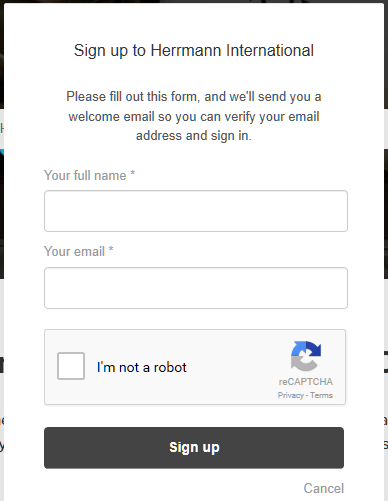 Sign up to Herrmann International
Please fill out this form, and we'll send you a
welcome email so you can verify your email
address and sign in.
Your full name *
Your email *
I'm not a robot
reCAPTCHA
Privacy - Terms
Sign up
Cancel